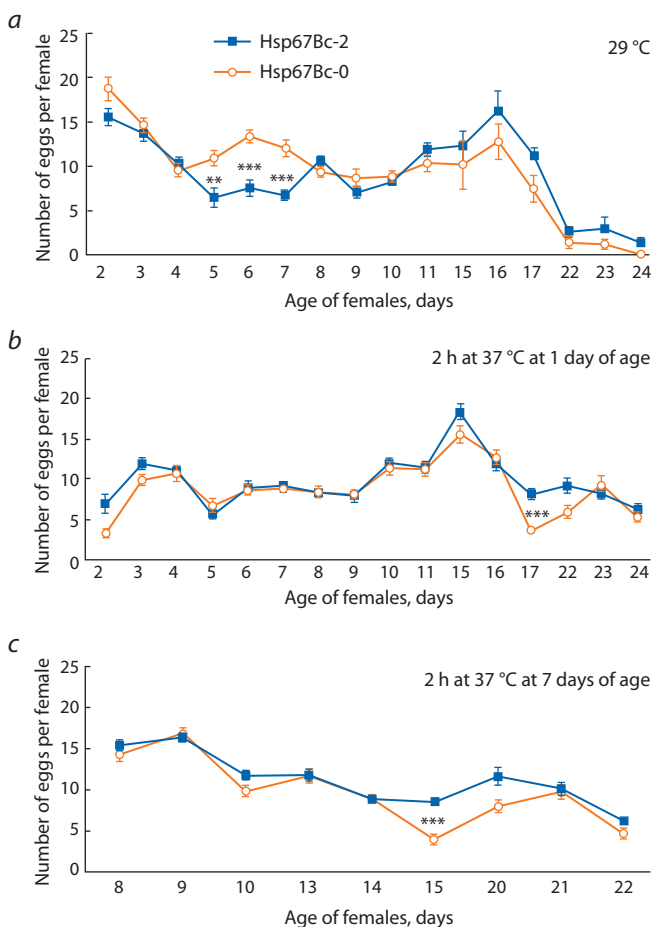 a
25
20
15
10
5
0
Number of eggs per female
Hsp67Bc-2
Hsp67Bc-0
29 °C
** *** ***
2 3 4 5 6 7 8 9 10 11 15 16 17 22 23 24
Age of females, days
b
2 h at 37 °C at 1 day of age
25
20
15
10
5
0
Number of eggs per female
***
2 3 4 5 6 7 8 9 10 11 15 16 17 22 23 24
Age of females, days
c
2 h at 37 °C at 7 days of age
25
20
15
10
5
0
Number of eggs per female
***
8 9 10 13 14 15 20 21 22
Age of females, days